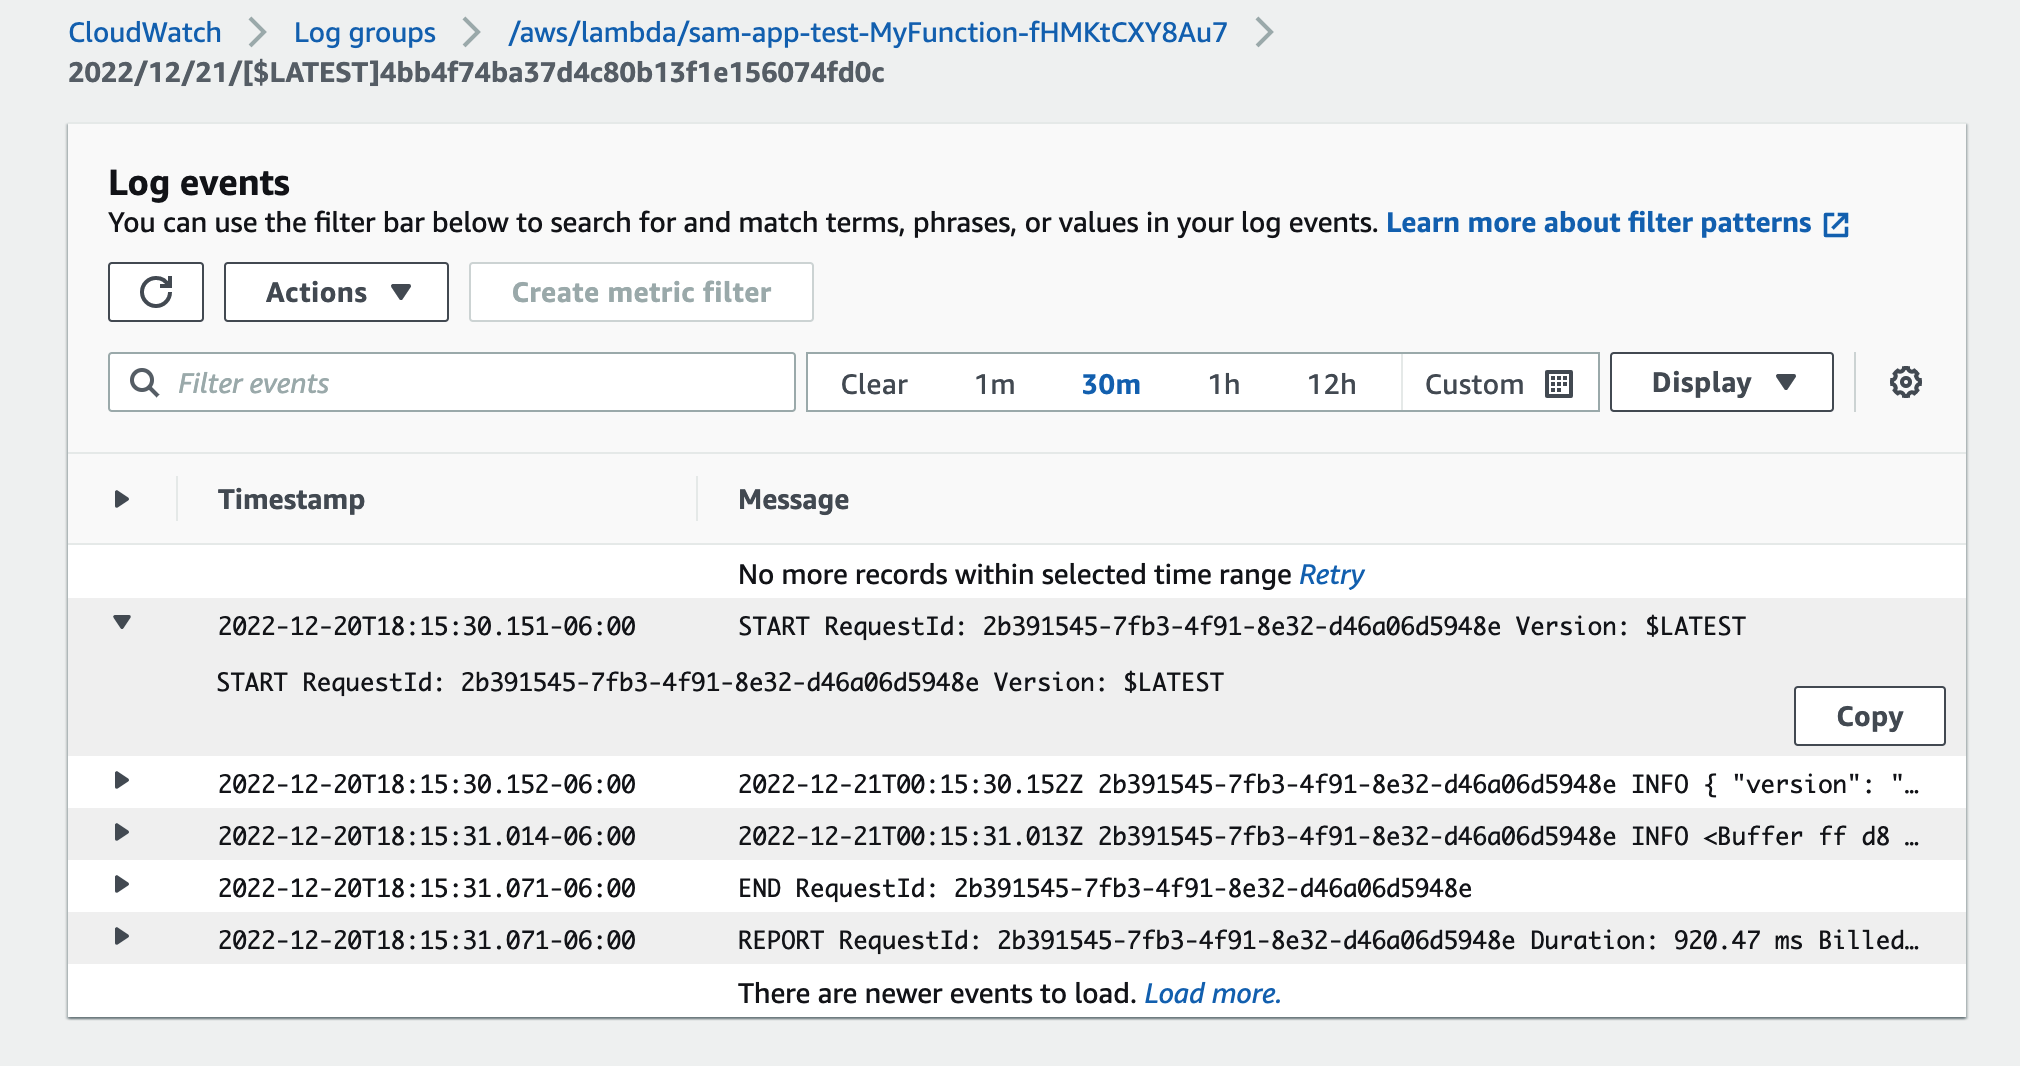 CloudWatch Log groups /aws/lambda/sam-app-test-MyFunction-fHMKtCXY8Au7
2022/12/21/[$LATEST]4bb4f74ba37d4c80b13f1e156074fd0c
Log events
You can use the filter bar below to search for and match terms, phrases, or values in your log events. Learn more about filter patterns
Actions Create metric filter
Filter events Clear 1m 30m 1h 12h Custom Display
Timestamp Message
No more records within selected time range Retry
2022-12-20T18:15:30.151-06:00 START RequestId: 2b391545-7fb3-4f91-8e32-d46a06d5948e Version: $LATEST
START RequestId: 2b391545-7fb3-4f91-8e32-d46a06d5948e Version: $LATEST
Copy
2022-12-20T18:15:30.152-06:00 2022-12-21T00:15:30.152Z 2b391545-7fb3-4f91-8e32-d46a06d5948e INFO { "version": "…
2022-12-20T18:15:31.014-06:00 2022-12-21T00:15:31.013Z 2b391545-7fb3-4f91-8e32-d46a06d5948e INFO <Buffer ff d8 …
2022-12-20T18:15:31.071-06:00 END RequestId: 2b391545-7fb3-4f91-8e32-d46a06d5948e
2022-12-20T18:15:31.071-06:00 REPORT RequestId: 2b391545-7fb3-4f91-8e32-d46a06d5948e Duration: 920.47 ms Billed…
There are newer events to load. Load more.